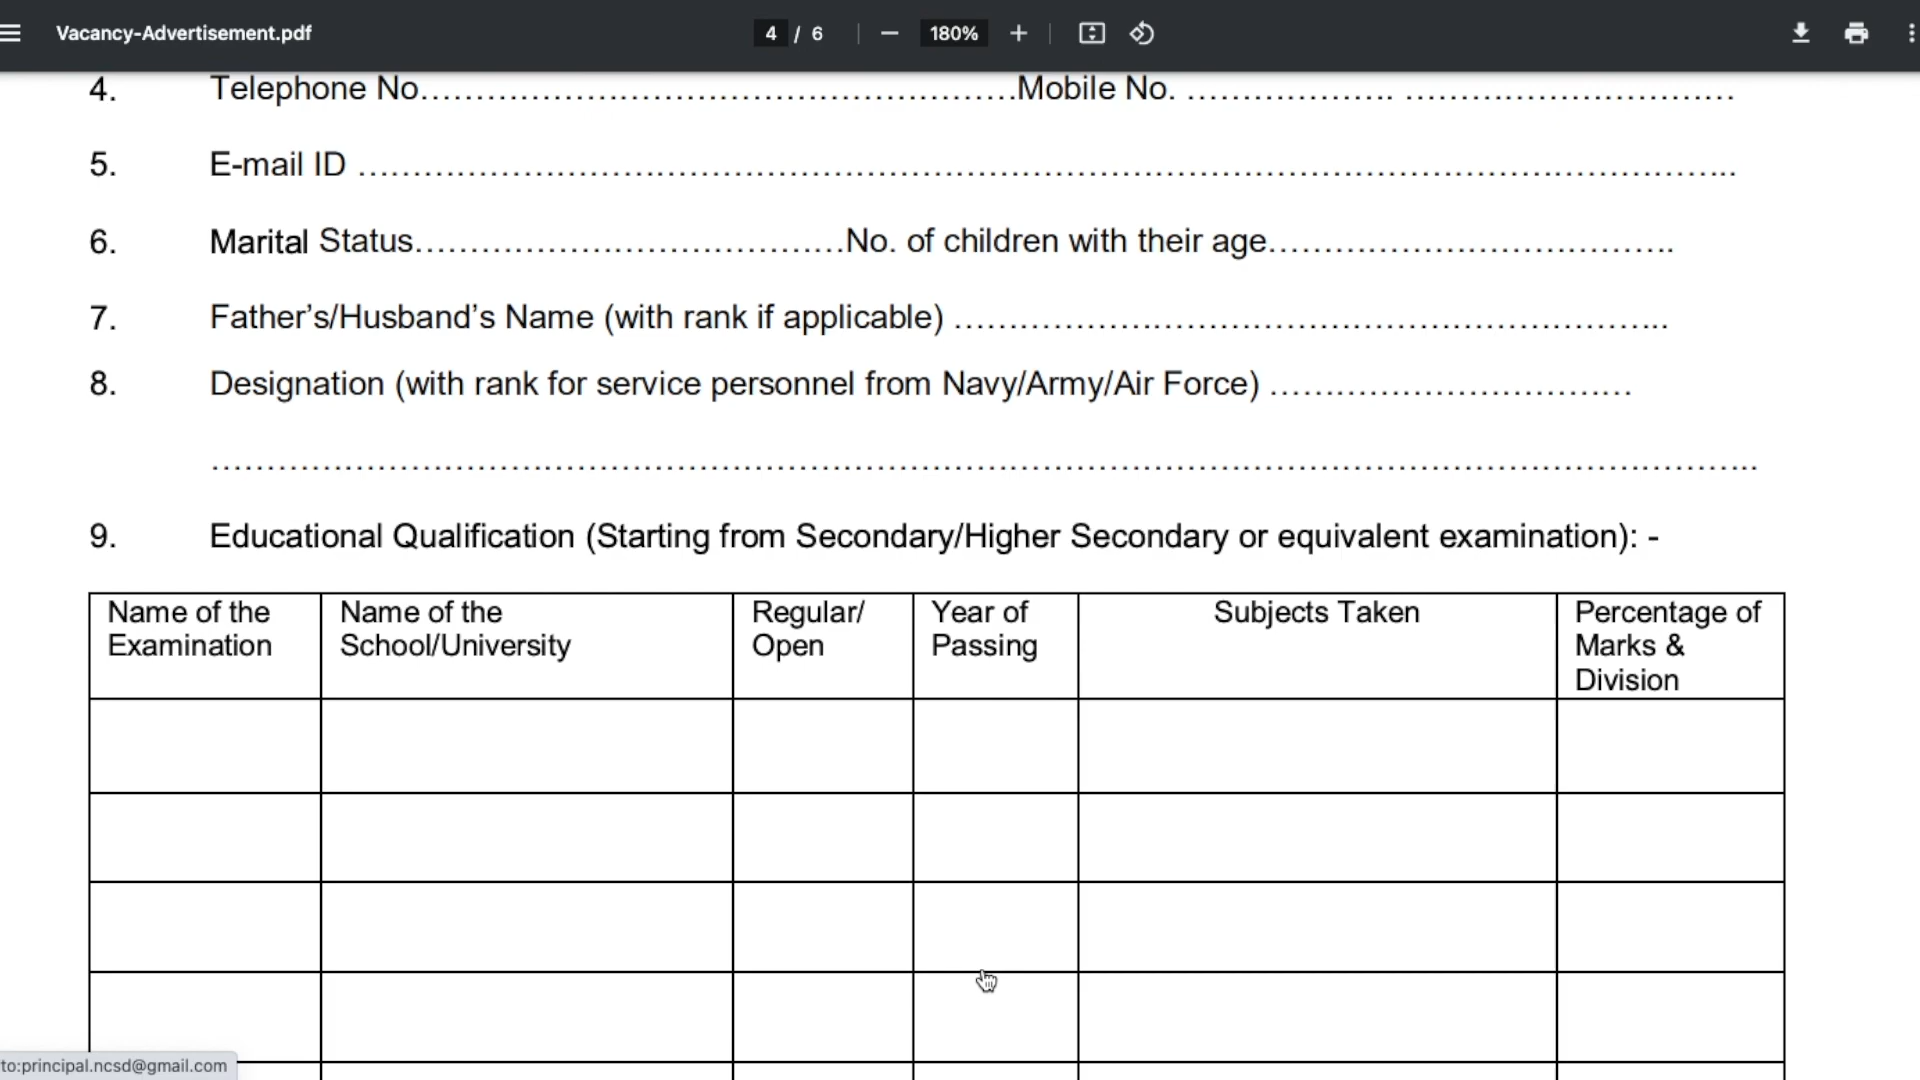 Vacancy-Advertisement.pdf 4 / 6 180%
4. Telephone No……………………………………………………….Mobile No. …………………. ………………………………
5. E-mail ID …………………………………………………………………………………………………………………………………..
6. Marital Status……………………………………….No. of children with their age…………………………………….
7. Father’s/Husband’s Name (with rank if applicable) …………………………………………………………………..
8. Designation (with rank for service personnel from Navy/Army/Air Force) …………………………………
……………………………………………………………………………………………………………………………………………………..
9. Educational Qualification (Starting from Secondary/Higher Secondary or equivalent examination): -
Name of the Examination
Name of the School/University
Regular/ Open
Year of Passing
Subjects Taken
Percentage of Marks & Division
to:principal.ncsd@gmail.com